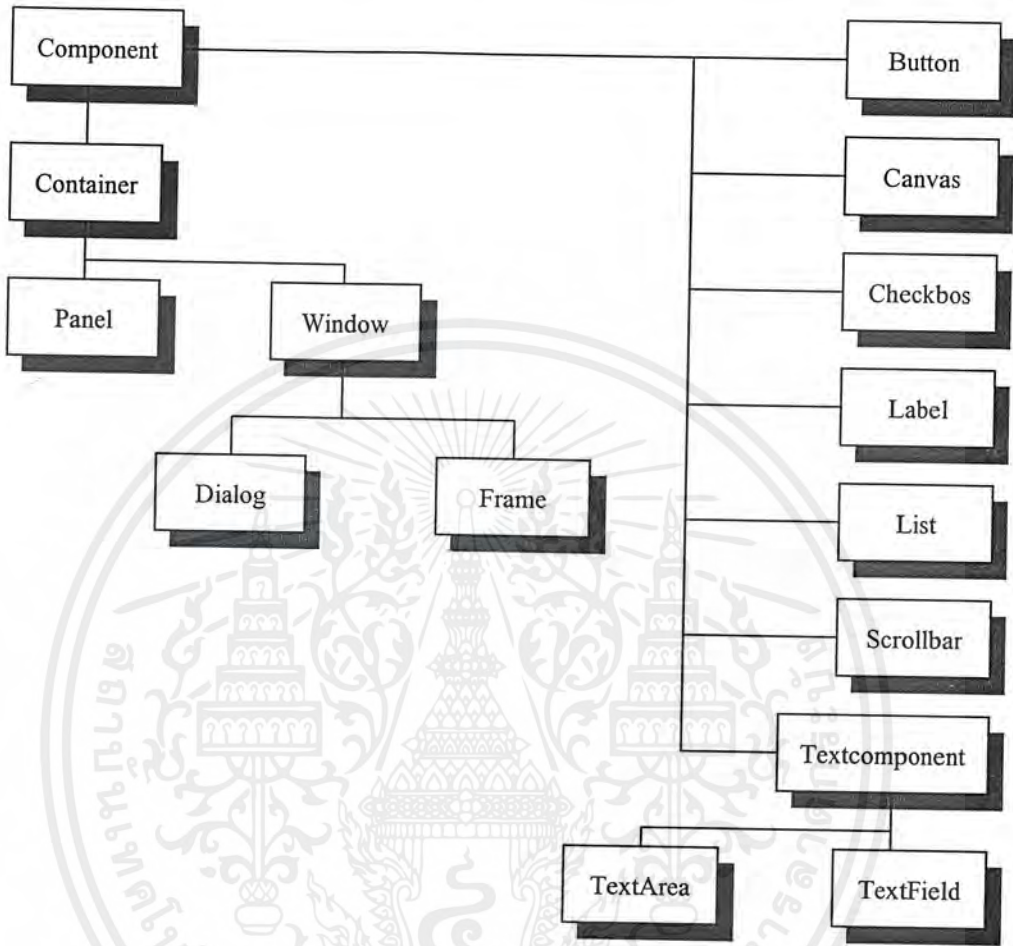 Component
Button
Container
Canvas
Panel
Window
Checkbos
Label
Dialog
Frame
List
Scrollbar
Textcomponent
TextArea
TextField